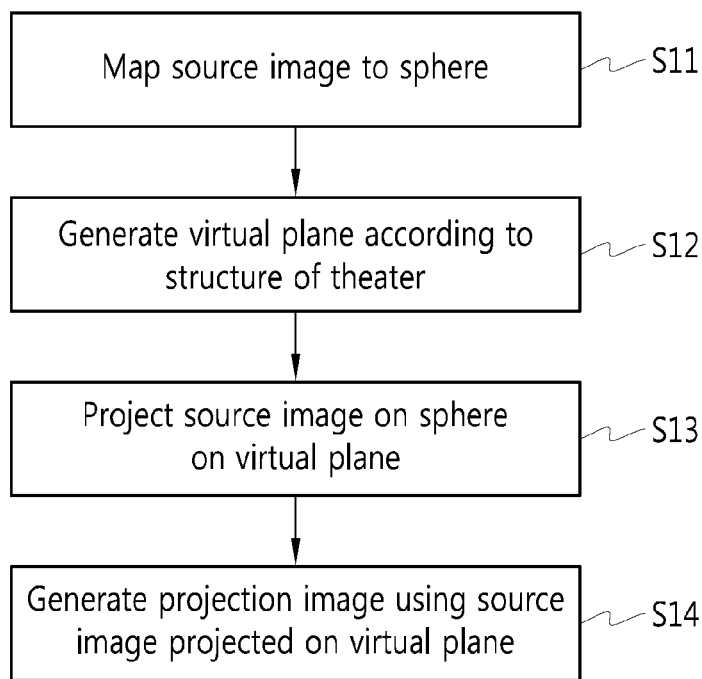 Map source image to sphere
S11
Generate virtual plane according to
structure of theater
S12
Project source image on sphere
on virtual plane
S13
Generate projection image using source
image projected on virtual plane
S14